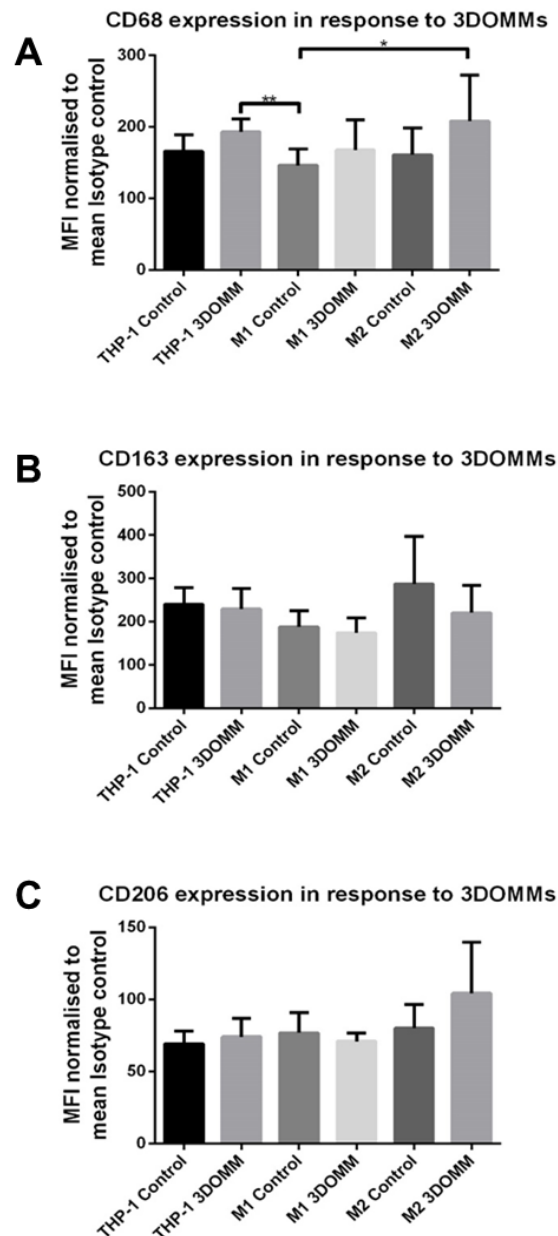 A
CD68 expression in response to 3DOMMs
MFI normalised to
mean Isotype control
300
200
100
0
**
*
THP-1 Control
THP-1 3DOMM
M1 Control
M1 3DOMM
M2 Control
M2 3DOMM
B
CD163 expression in response to 3DOMMs
MFI normalised to
mean Isotype control
500
400
300
200
100
0
THP-1 Control
THP-1 3DOMM
M1 Control
M1 3DOMM
M2 Control
M2 3DOMM
C
CD206 expression in response to 3DOMMs
MFI normalised to
mean Isotype control
150
100
50
0
THP-1 Control
THP-1 3DOMM
M1 Control
M1 3DOMM
M2 Control
M2 3DOMM